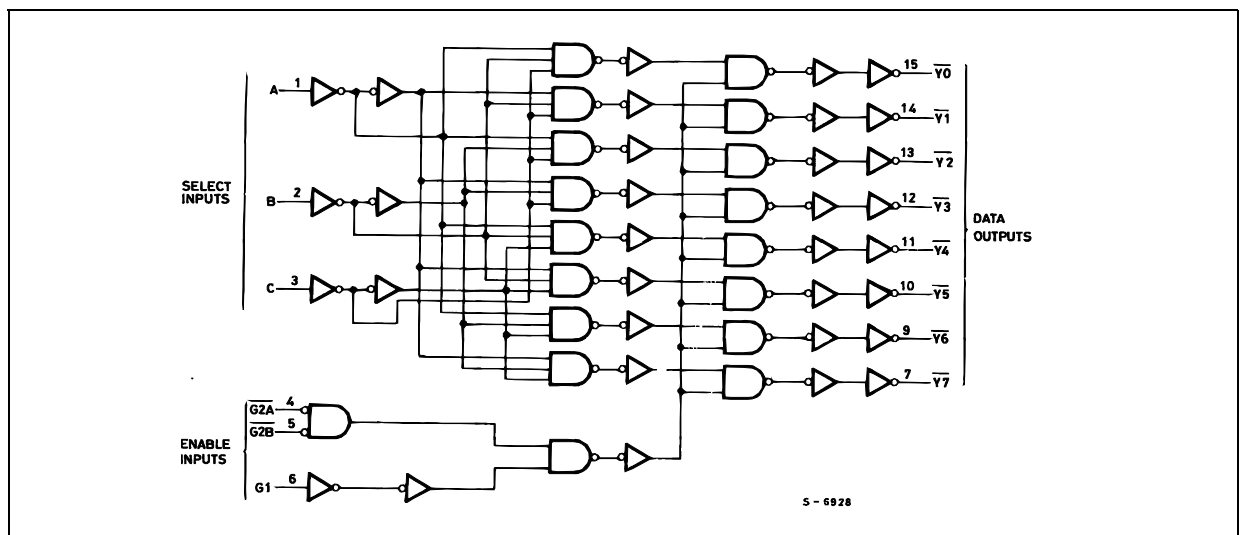 SELECT
INPUTS
A 1
B 2
C 3
ENABLE
INPUTS
G2A 4
G2B 5
G1 6
15 Y0
14 Y1
13 Y2
12 Y3
11 Y4
10 Y5
9 Y6
7 Y7
DATA
OUTPUTS
S - 6928